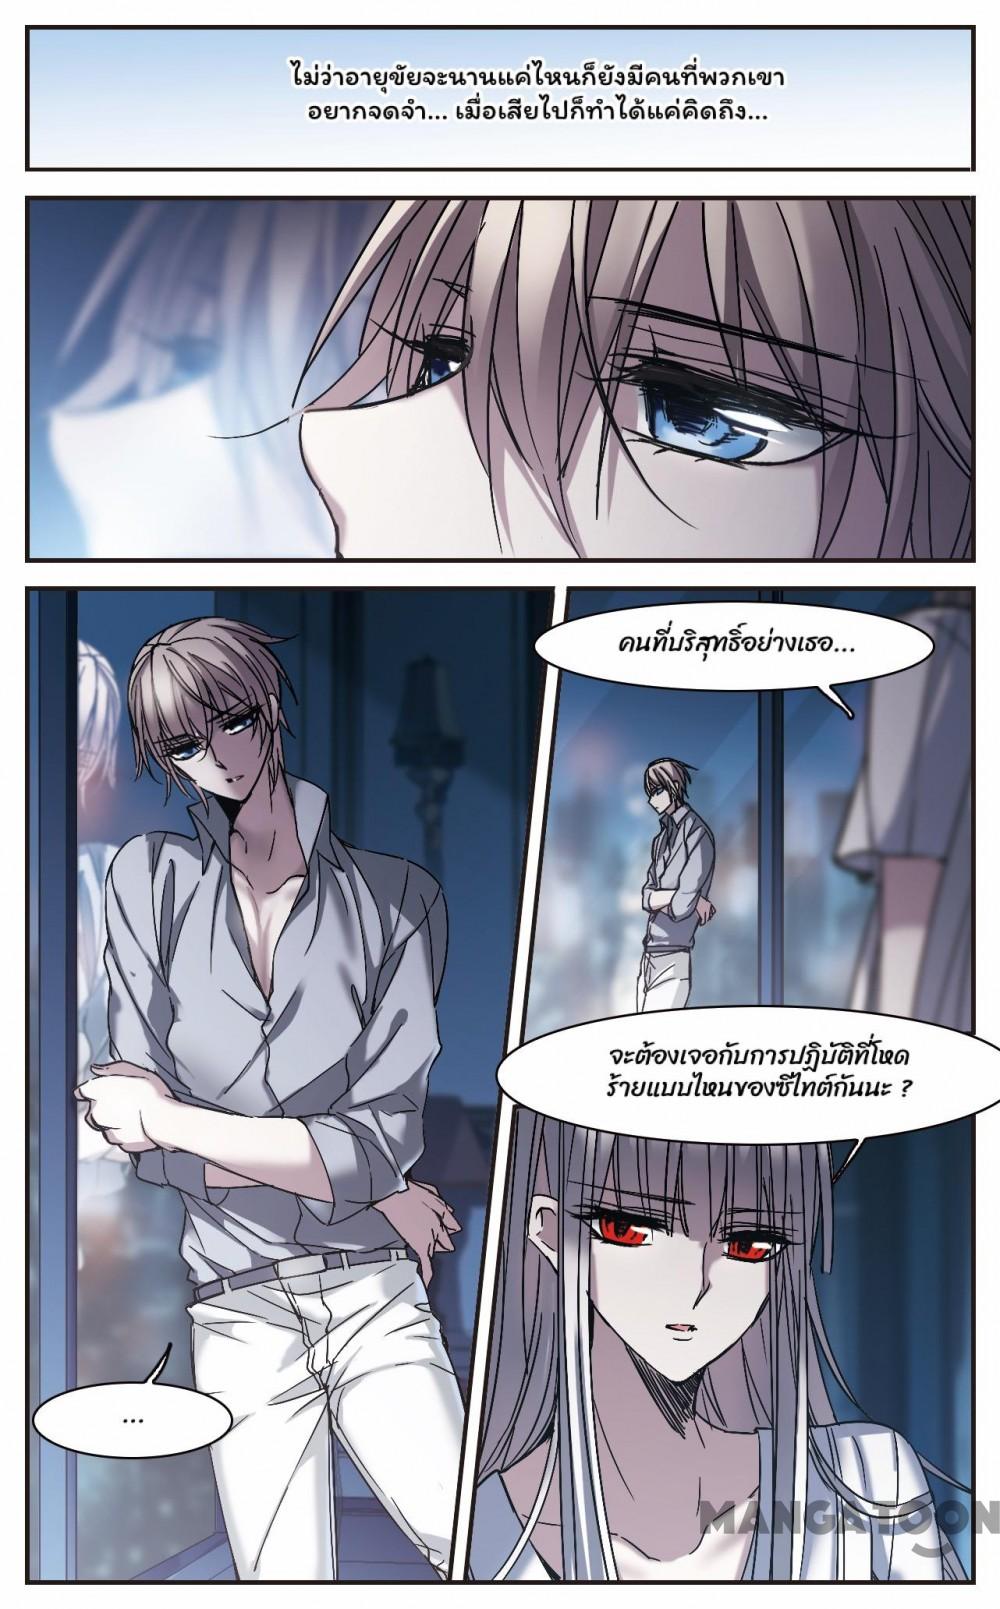 ไม่ว่าอายุขัยจะนานแค่ไหนก็ยังมีคนที่พวกเขา
อยากจดจำ... เมื่อเสียไปก็ทำได้แค่คิดถึง...
คนที่บริสุทธิ์อย่างเธอ...
จะต้องเจอกับการปฏิบัติที่โหด
ร้ายแบบไหนของซีไทต์กันนะ ?
...
MANGATOON